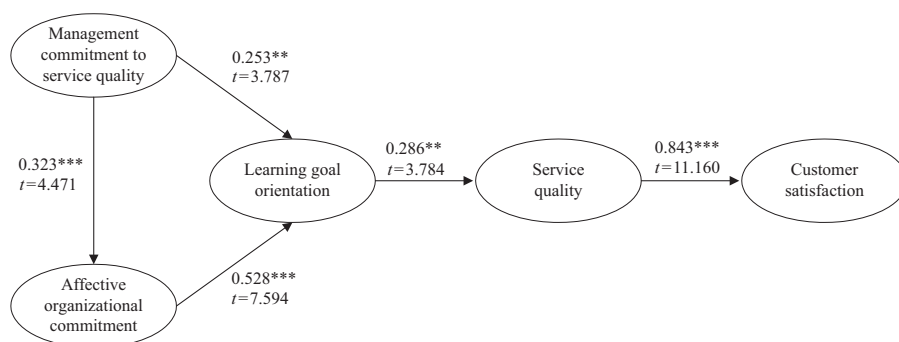 Management
commitment to
service quality
0.253**
t=3.787
0.323***
t=4.471
Learning goal
orientation
0.286**
t=3.784
Service
quality
0.843***
t=11.160
Customer
satisfaction
Affective
organizational
commitment
0.528***
t=7.594